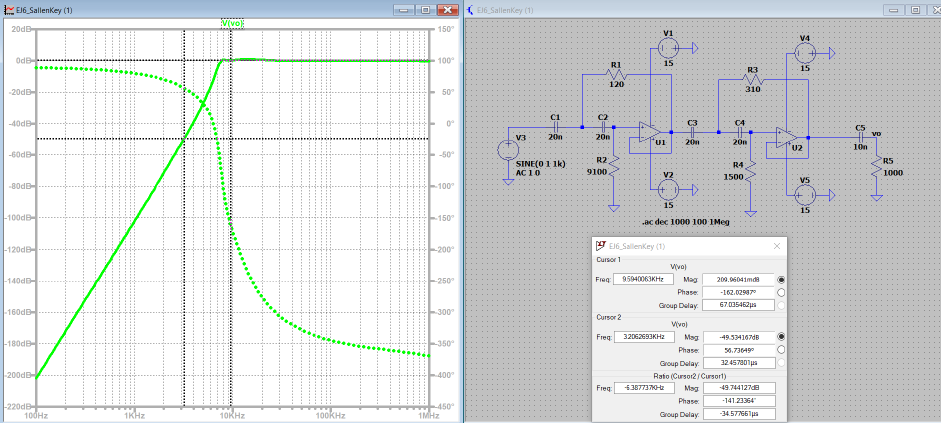 EJ6_SallenKey (1)
V(vo)
20dB
0dB
-20dB
-40dB
-60dB
-80dB
-100dB
-120dB
-140dB
-160dB
-180dB
-200dB
-220dB
150°
100°
50°
0°
-50°
-100°
-150°
-200°
-250°
-300°
-350°
-400°
-450°
100Hz
1KHz
10KHz
100KHz
1MHz
EJ6_SallenKey (1)
V1
15
V4
15
R1
120
R3
310
C1
20n
C2
20n
U1
C3
20n
C4
20n
U2
C5
10n
vo
V3
SINE(0 1 1k)
AC 1 0
R2
9100
V2
15
R4
1500
V5
15
R5
1000
.ac dec 1000 100 1Meg
EJ6_SallenKey (1)
Cursor 1
V(vo)
Freq: 9.5940063KHz Mag: 209.96041mdB
Phase: -162.02987°
Group Delay: 67.035462µs
Cursor 2
V(vo)
Freq: 3.2062693KHz Mag: -49.534167dB
Phase: 56.73649°
Group Delay: 32.457801µs
Ratio (Cursor2 / Cursor1)
Freq: -6.387737KHz Mag: -49.744127dB
Phase: -141.23364°
Group Delay: -34.577661µs